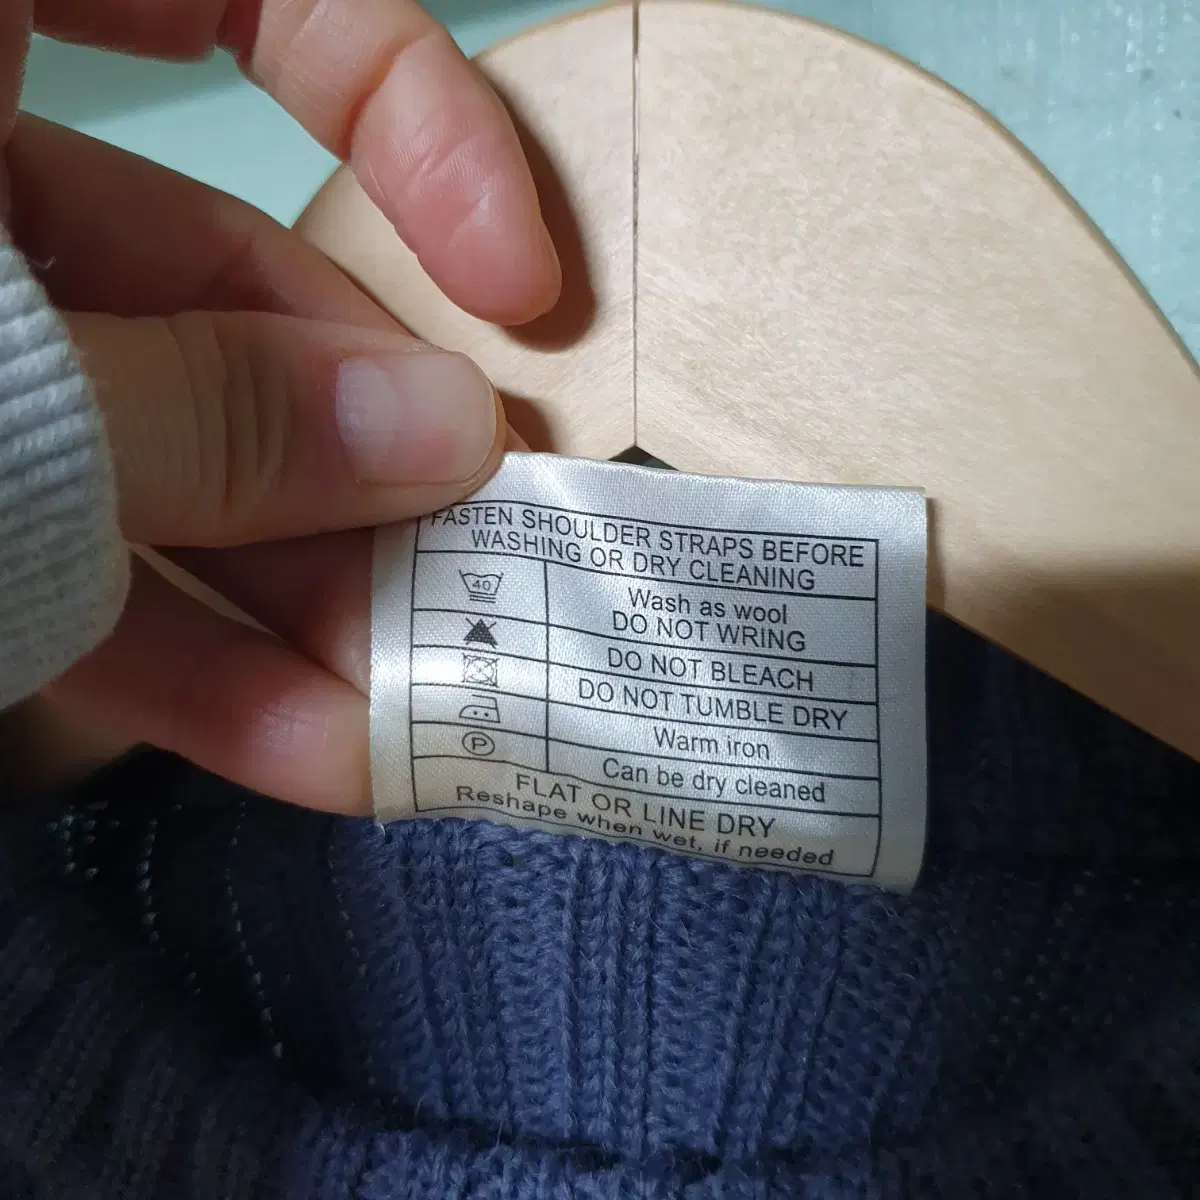 FASTEN SHOULDER STRAPS BEFORE
WASHING OR DRY CLEANING
40
Wash as wool
DO NOT WRING
DO NOT BLEACH
DO NOT TUMBLE DRY
Warm iron
P
Can be dry cleaned
FLAT OR LINE DRY
Reshape when wet, if needed